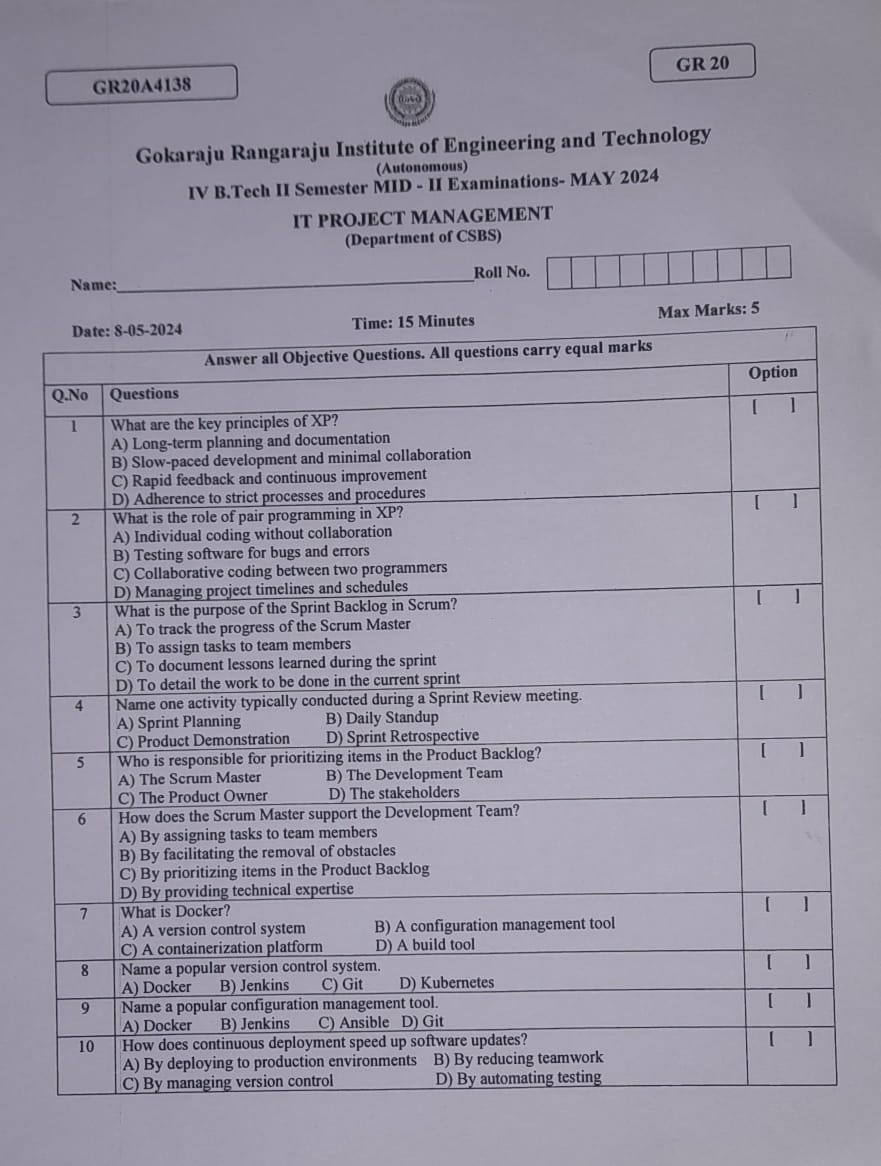 GR20A4138
GR 20
Gokaraju Rangaraju Institute of Engineering and Technology
(Autonomous)
IV B.Tech II Semester MID - II Examinations- MAY 2024
IT PROJECT MANAGEMENT
(Department of CSBS)
Name: Roll No.
Date: 8-05-2024 Time: 15 Minutes Max Marks: 5
Answer all Objective Questions. All questions carry equal marks
Q.No Questions Option
1 What are the key principles of XP? [ ]
A) Long-term planning and documentation
B) Slow-paced development and minimal collaboration
C) Rapid feedback and continuous improvement
D) Adherence to strict processes and procedures
2 What is the role of pair programming in XP? [ ]
A) Individual coding without collaboration
B) Testing software for bugs and errors
C) Collaborative coding between two programmers
D) Managing project timelines and schedules
3 What is the purpose of the Sprint Backlog in Scrum? [ ]
A) To track the progress of the Scrum Master
B) To assign tasks to team members
C) To document lessons learned during the sprint
D) To detail the work to be done in the current sprint
4 Name one activity typically conducted during a Sprint Review meeting. [ ]
A) Sprint Planning B) Daily Standup
C) Product Demonstration D) Sprint Retrospective
5 Who is responsible for prioritizing items in the Product Backlog? [ ]
A) The Scrum Master B) The Development Team
C) The Product Owner D) The stakeholders
6 How does the Scrum Master support the Development Team? [ ]
A) By assigning tasks to team members
B) By facilitating the removal of obstacles
C) By prioritizing items in the Product Backlog
D) By providing technical expertise
7 What is Docker? [ ]
A) A version control system B) A configuration management tool
C) A containerization platform D) A build tool
8 Name a popular version control system. [ ]
A) Docker B) Jenkins C) Git D) Kubernetes
9 Name a popular configuration management tool. [ ]
A) Docker B) Jenkins C) Ansible D) Git
10 How does continuous deployment speed up software updates? [ ]
A) By deploying to production environments B) By reducing teamwork
C) By managing version control D) By automating testing